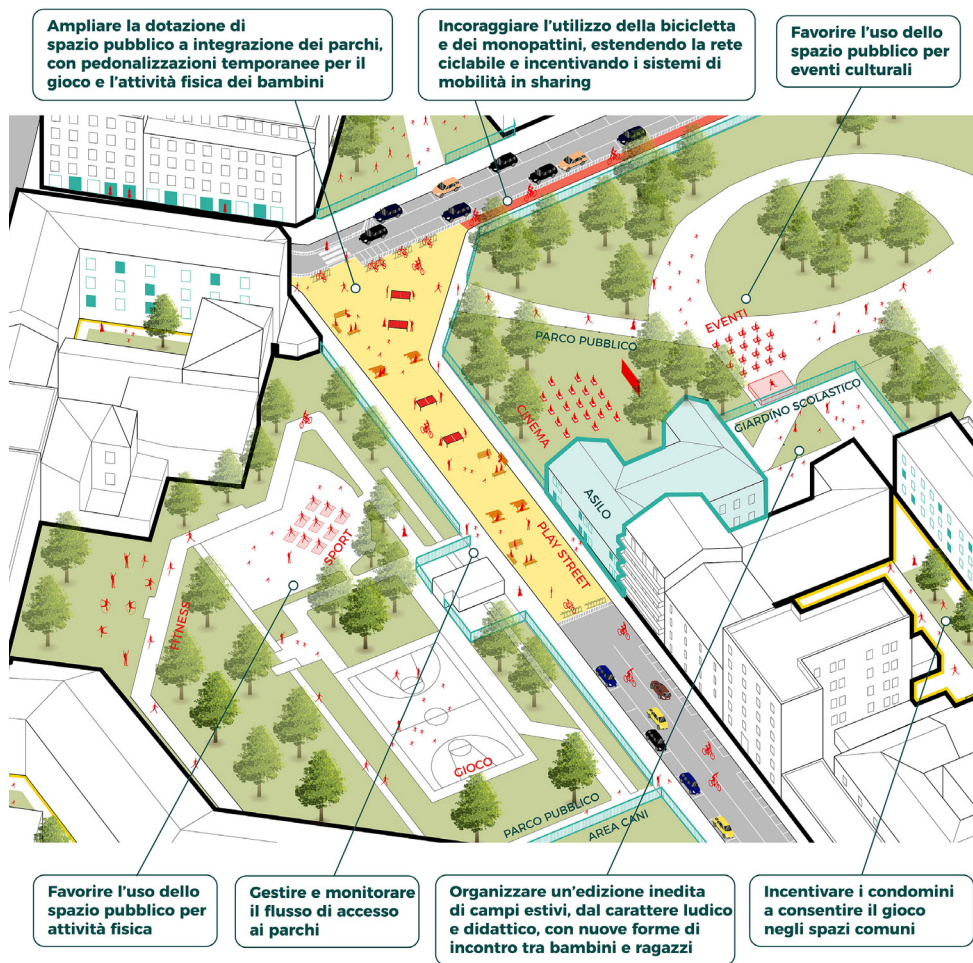 Ampliare la dotazione di
spazio pubblico a integrazione dei parchi,
con pedonalizzazioni temporanee per il
gioco e l’attività fisica dei bambini
Incoraggiare l’utilizzo della bicicletta
e dei monopattini, estendendo la rete
ciclabile e incentivando i sistemi di
mobilità in sharing
Favorire l’uso dello
spazio pubblico per
eventi culturali
EVENTI
PARCO PUBBLICO
CINEMA
GIARDINO SCOLASTICO
ASILO
PLAY STREET
SPORT
FITNESS
GIOCO
PARCO PUBBLICO
AREA CANI
Favorire l’uso dello
spazio pubblico per
attività fisica
Gestire e monitorare
il flusso di accesso
ai parchi
Organizzare un’edizione inedita
di campi estivi, dal carattere ludico
e didattico, con nuove forme di
incontro tra bambini e ragazzi
Incentivare i condomini
a consentire il gioco
negli spazi comuni